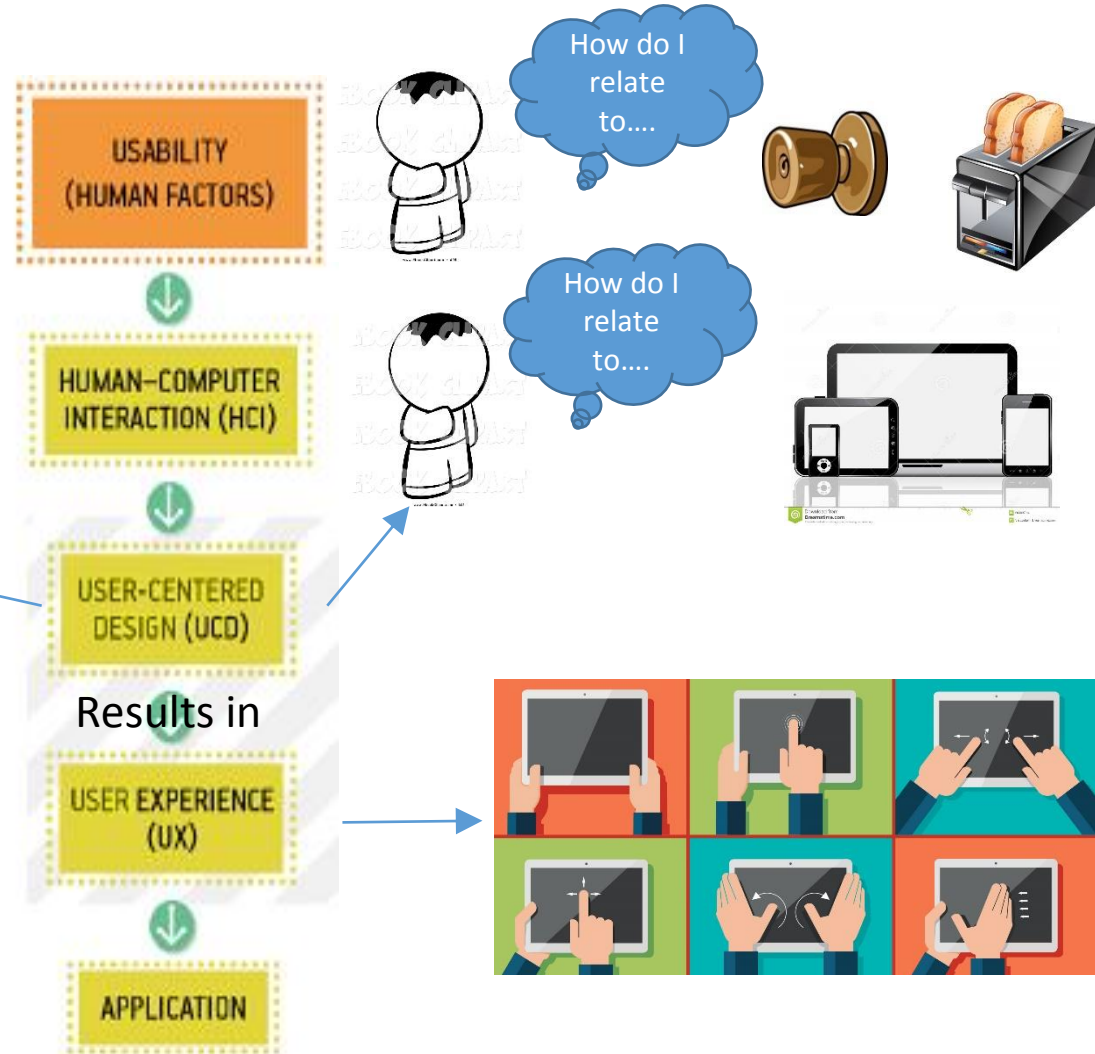 USABILITY
(HUMAN FACTORS)
How do I
relate
to....
HUMAN–COMPUTER
INTERACTION (HCI)
How do I
relate
to....
USER-CENTERED
DESIGN (UCD)
Results in
USER EXPERIENCE
(UX)
APPLICATION